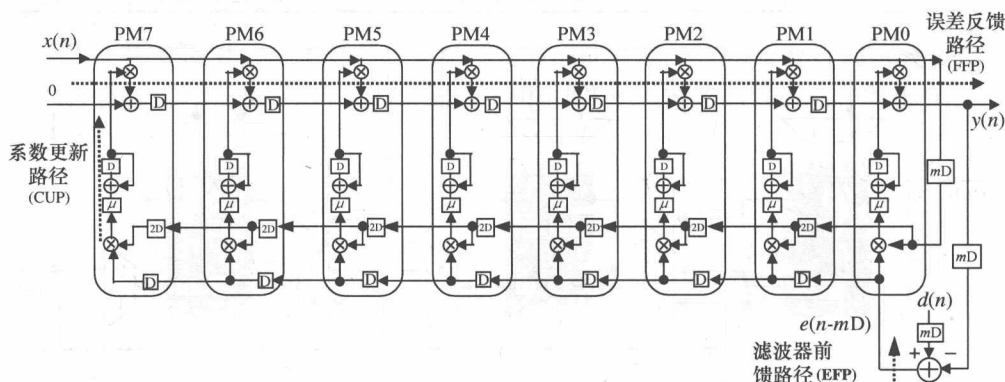 PM7 PM6 PM5 PM4 PM3 PM2 PM1 PM0
误差反馈
路径
(FFP)
x(n)
0
D D D D D D D
y(n)
系数更新
路径
(CUP)
D D D D D D D D
mD
μ μ μ μ μ μ μ μ
2D 2D 2D 2D 2D 2D 2D
mD
D D D D D D D
d(n)
e(n-mD)
mD
滤波器前
馈路径(EFP)
+ −